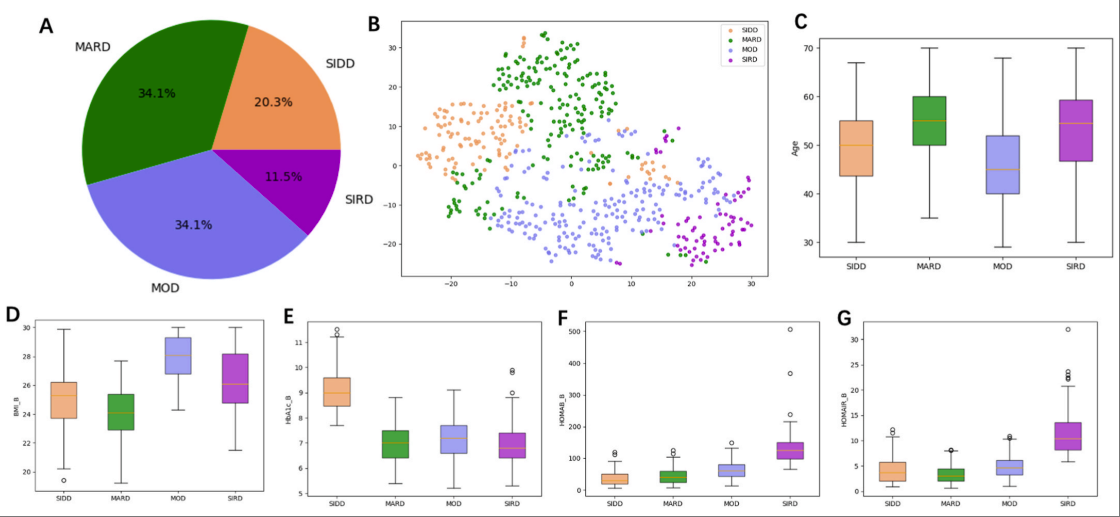 A
MARD
SIDD
34.1%
20.3%
11.5%
34.1%
SIRD
MOD
B
SIDD
MARD
MOD
SIRD
30
20
10
0
−10
−20
−20
−10
0
10
20
30
C
Age
70
60
50
40
30
SIDD
MARD
MOD
SIRD
D
BMI_B
30
28
26
24
22
20
SIDD
MARD
MOD
SIRD
E
HbA1c_B
11
10
9
8
7
6
5
SIDD
MARD
MOD
SIRD
F
HOMAB_B
500
400
300
200
100
0
SIDD
MARD
MOD
SIRD
G
HOMAIR_B
30
25
20
15
10
5
0
SIDD
MARD
MOD
SIRD